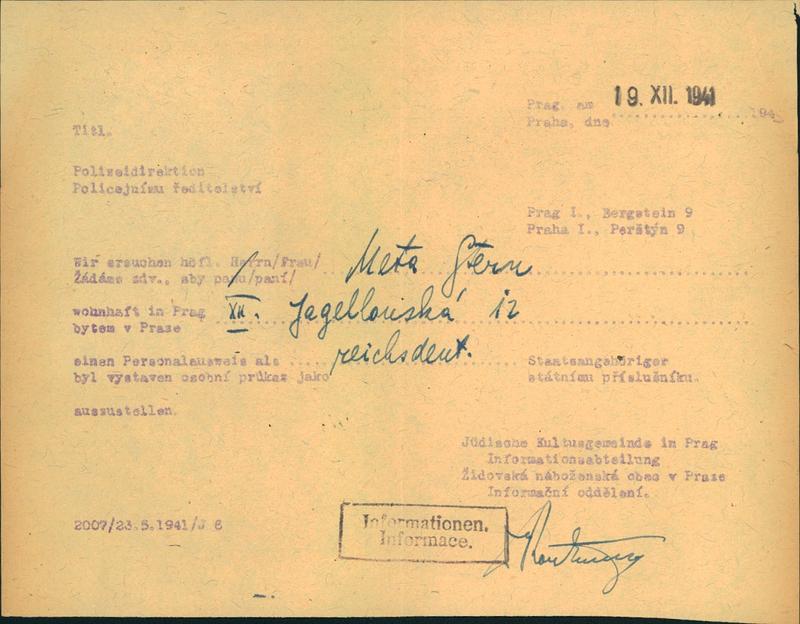 Prag, am 19. XII. 1941 194
Praha, dne
Titl.
Polizeidirektion
Policejnímu ředitelství
Prag I., Bergstein 9
Praha I., Perštýn 9
Wir ersuchen höfl. Herrn/Frau/ Meta Stern
Žádáme zdv., aby panu/paní/
wohnhaft in Prag XII. Jagellonská 12
bytem v Praze
einen Personalausweis als reichsdeut. Staatsangehöriger
byl vystaven osobní průkaz jako státnímu příslušníku.
auszustellen.
Jüdische Kultusgemeinde in Prag
Informationsabteilung
Židovská náboženská obec v Praze
Informační oddělení.
2007/23.5.1941/J 6
Informationen.
Informace.